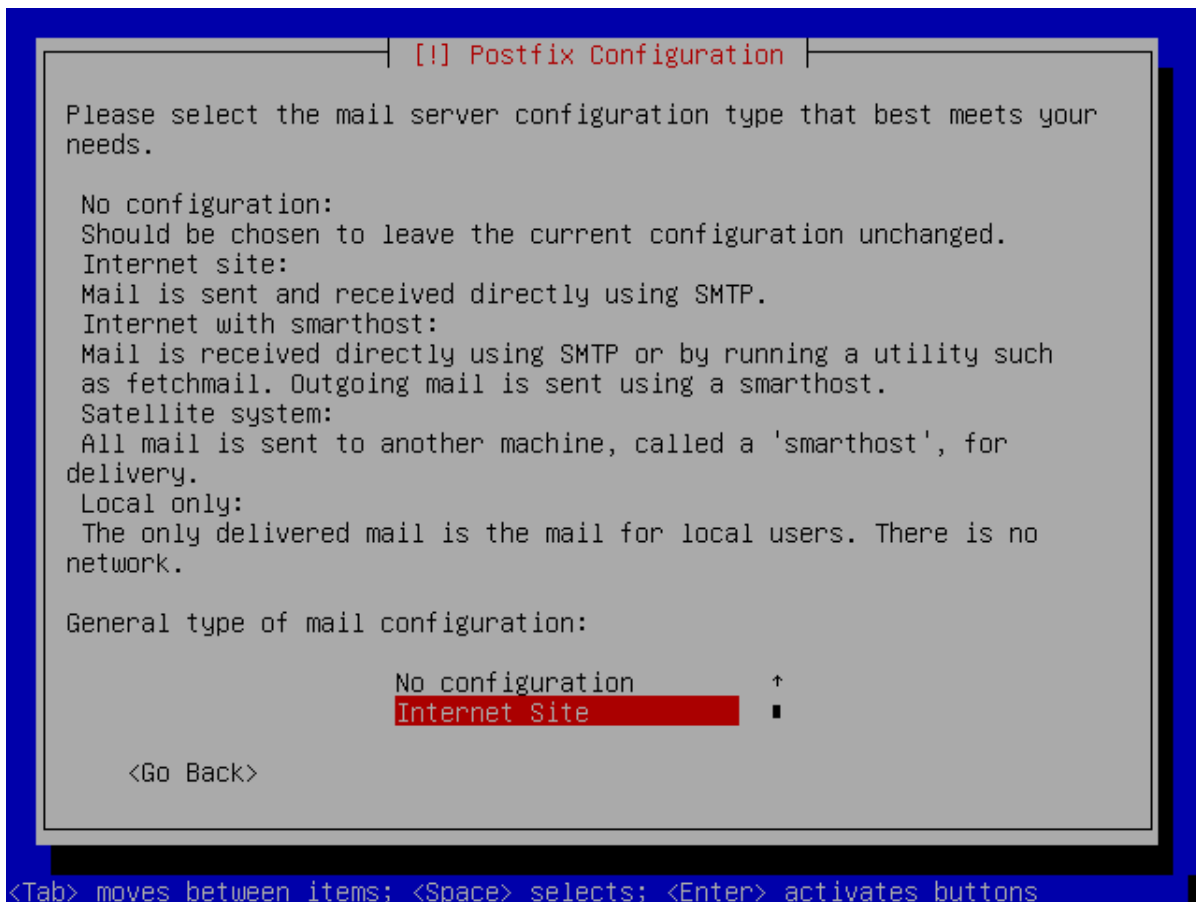 [!] Postfix Configuration
Please select the mail server configuration type that best meets your
needs.
No configuration:
Should be chosen to leave the current configuration unchanged.
Internet site:
Mail is sent and received directly using SMTP.
Internet with smarthost:
Mail is received directly using SMTP or by running a utility such
as fetchmail. Outgoing mail is sent using a smarthost.
Satellite system:
All mail is sent to another machine, called a 'smarthost', for
delivery.
Local only:
The only delivered mail is the mail for local users. There is no
network.
General type of mail configuration:
No configuration ↑
Internet Site
<Go Back>
<Tab> moves between items; <Space> selects; <Enter> activates buttons